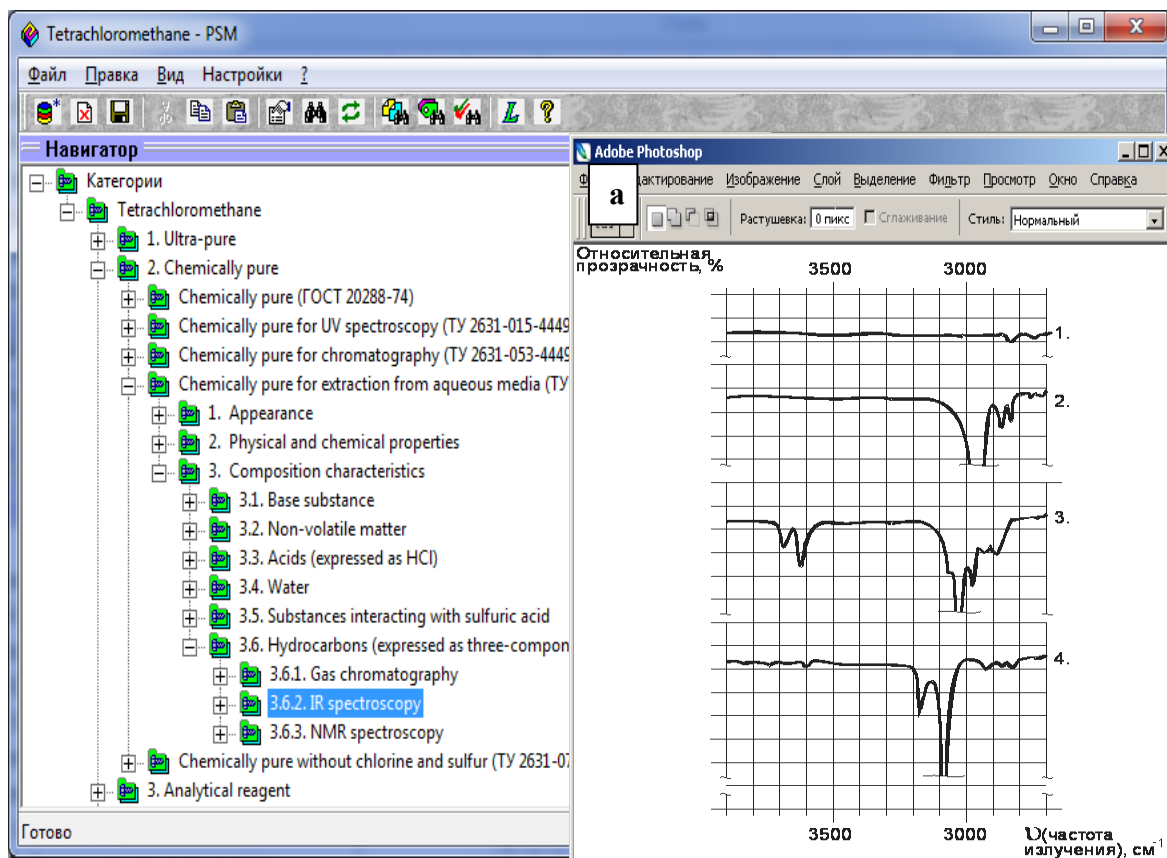 Tetrachloromethane - PSM
Файл Правка Вид Настройки ?
L ?
Навигатор
Категории
Tetrachloromethane
1. Ultra-pure
2. Chemically pure
Chemically pure (ГОСТ 20288-74)
Chemically pure for UV spectroscopy (ТУ 2631-015-4449
Chemically pure for chromatography (ТУ 2631-053-4449
Chemically pure for extraction from aqueous media (ТУ
1. Appearance
2. Physical and chemical properties
3. Composition characteristics
3.1. Base substance
3.2. Non-volatile matter
3.3. Acids (expressed as HCl)
3.4. Water
3.5. Substances interacting with sulfuric acid
3.6. Hydrocarbons (expressed as three-compon
3.6.1. Gas chromatography
3.6.2. IR spectroscopy
3.6.3. NMR spectroscopy
Chemically pure without chlorine and sulfur (ТУ 2631-07
3. Analytical reagent
Готово
Adobe Photoshop
Ф дактирование Изображение Слой Выделение Фильтр Просмотр Окно Справка
а
Растушевка: 0 пикс Сглаживание Стиль: Нормальный
Относительная
прозрачность, %
3500 3000
1.
2.
3.
4.
3500 3000
υ(частота
излучения), см⁻¹